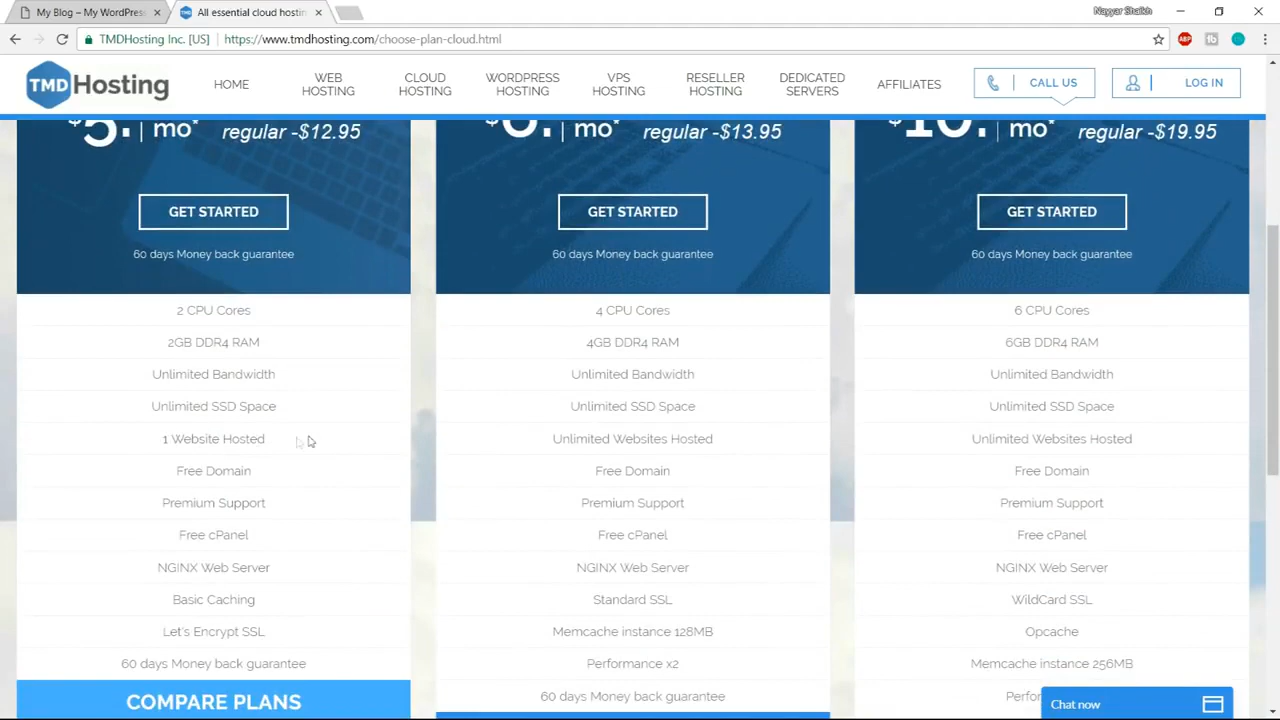 My Blog – My WordPress
All essential cloud hostin
Nayyar Shaikh
TMDHosting Inc. [US]
https://www.tmdhosting.com/choose-plan-cloud.html
ABP
TMDHosting
HOME
WEB HOSTING
CLOUD HOSTING
WORDPRESS HOSTING
VPS HOSTING
RESELLER HOSTING
DEDICATED SERVERS
AFFILIATES
CALL US
LOG IN
$5. mo* regular -$12.95
GET STARTED
60 days Money back guarantee
2 CPU Cores
2GB DDR4 RAM
Unlimited Bandwidth
Unlimited SSD Space
1 Website Hosted
Free Domain
Premium Support
Free cPanel
NGINX Web Server
Basic Caching
Let's Encrypt SSL
60 days Money back guarantee
COMPARE PLANS
mo* regular -$13.95
GET STARTED
60 days Money back guarantee
4 CPU Cores
4GB DDR4 RAM
Unlimited Bandwidth
Unlimited SSD Space
Unlimited Websites Hosted
Free Domain
Premium Support
Free cPanel
NGINX Web Server
Standard SSL
Memcache instance 128MB
Performance x2
60 days Money back guarantee
mo* regular -$19.95
GET STARTED
60 days Money back guarantee
6 CPU Cores
6GB DDR4 RAM
Unlimited Bandwidth
Unlimited SSD Space
Unlimited Websites Hosted
Free Domain
Premium Support
Free cPanel
NGINX Web Server
WildCard SSL
Opcache
Memcache instance 256MB
Perfor
Chat now